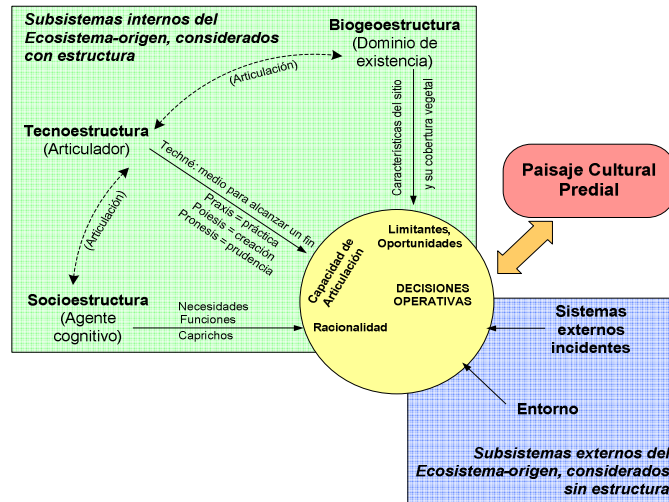 Subsistemas internos del
Ecosistema-origen, considerados
con estructura
Biogeoestructura
(Dominio de
existencia)
(Articulación)
Tecnoestructura
(Articulador)
Características del sitio
y su cobertura vegetal
Techné: medio para alcanzar un fin
Praxis = práctica
Poiesis = creación
Pronesis = prudencia
(Articulación)
Paisaje Cultural
Predial
Limitantes,
Oportunidades
Capacidad de
Articulación
DECISIONES
OPERATIVAS
Racionalidad
Socioestructura
(Agente
cognitivo)
Necesidades
Funciones
Caprichos
Sistemas
externos
incidentes
Entorno
Subsistemas externos del
Ecosistema-origen, considerados
sin estructura